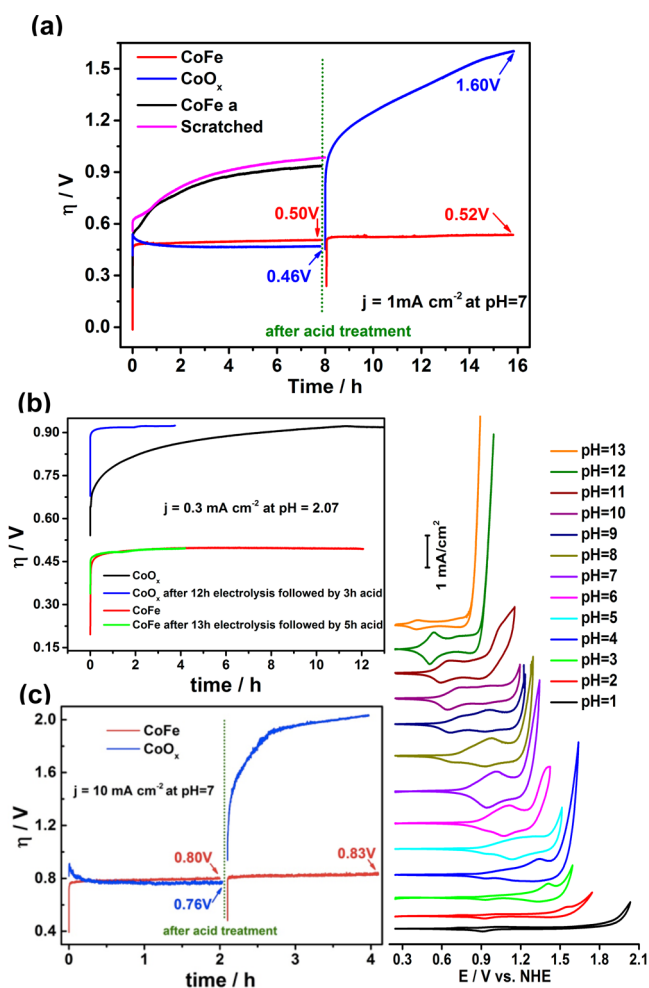 (a)
CoFe
CoOₓ
CoFe a
Scratched
1.60V
0.50V
0.52V
0.46V
j = 1mA cm⁻² at pH=7
after acid treatment
η / V
1.5
1.2
0.9
0.6
0.3
0.0
0 2 4 6 8 10 12 14 16
Time / h
(b)
η / V
0.90
0.75
0.60
0.45
0.30
0.15
j = 0.3 mA cm⁻² at pH = 2.07
CoOₓ
CoOₓ after 12h electrolysis followed by 3h acid
CoFe
CoFe after 13h electrolysis followed by 5h acid
0 2 4 6 8 10 12
time / h
(c)
η / V
2.0
1.6
1.2
0.8
0.4
CoFe
CoOₓ
j = 10 mA cm⁻² at pH=7
0.80V
0.83V
0.76V
after acid treatment
0 1 2 3 4
time / h
1 mA/cm²
pH=13
pH=12
pH=11
pH=10
pH=9
pH=8
pH=7
pH=6
pH=5
pH=4
pH=3
pH=2
pH=1
0.3 0.6 0.9 1.2 1.5 1.8 2.1
E / V vs. NHE